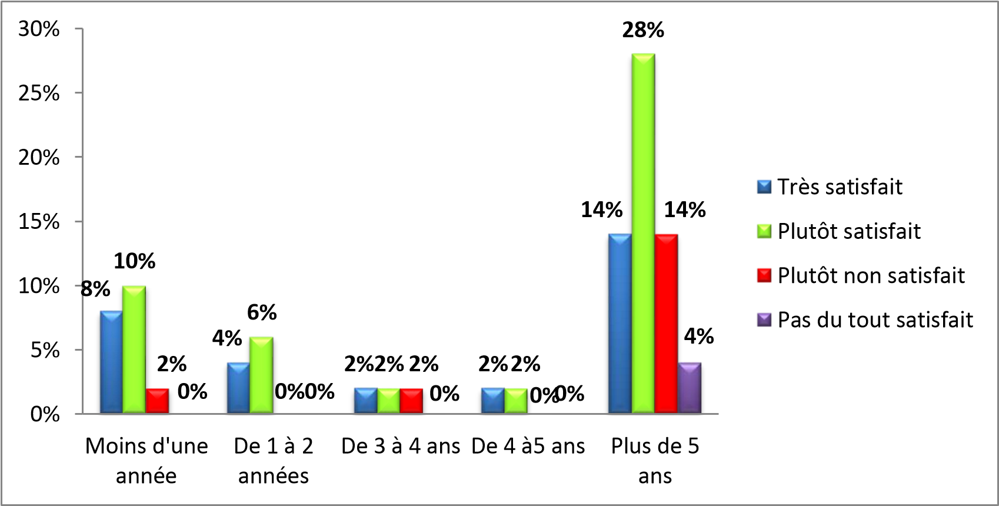 30%
25%
20%
15%
10%
5%
0%
8%
10%
2%
0%
4%
6%
0%
0%
2%
2%
2%
0%
2%
2%
0%
0%
14%
28%
14%
4%
Moins d'une
année
De 1 à 2
années
De 3 à 4 ans
De 4 à5 ans
Plus de 5
ans
Très satisfait
Plutôt satisfait
Plutôt non satisfait
Pas du tout satisfait